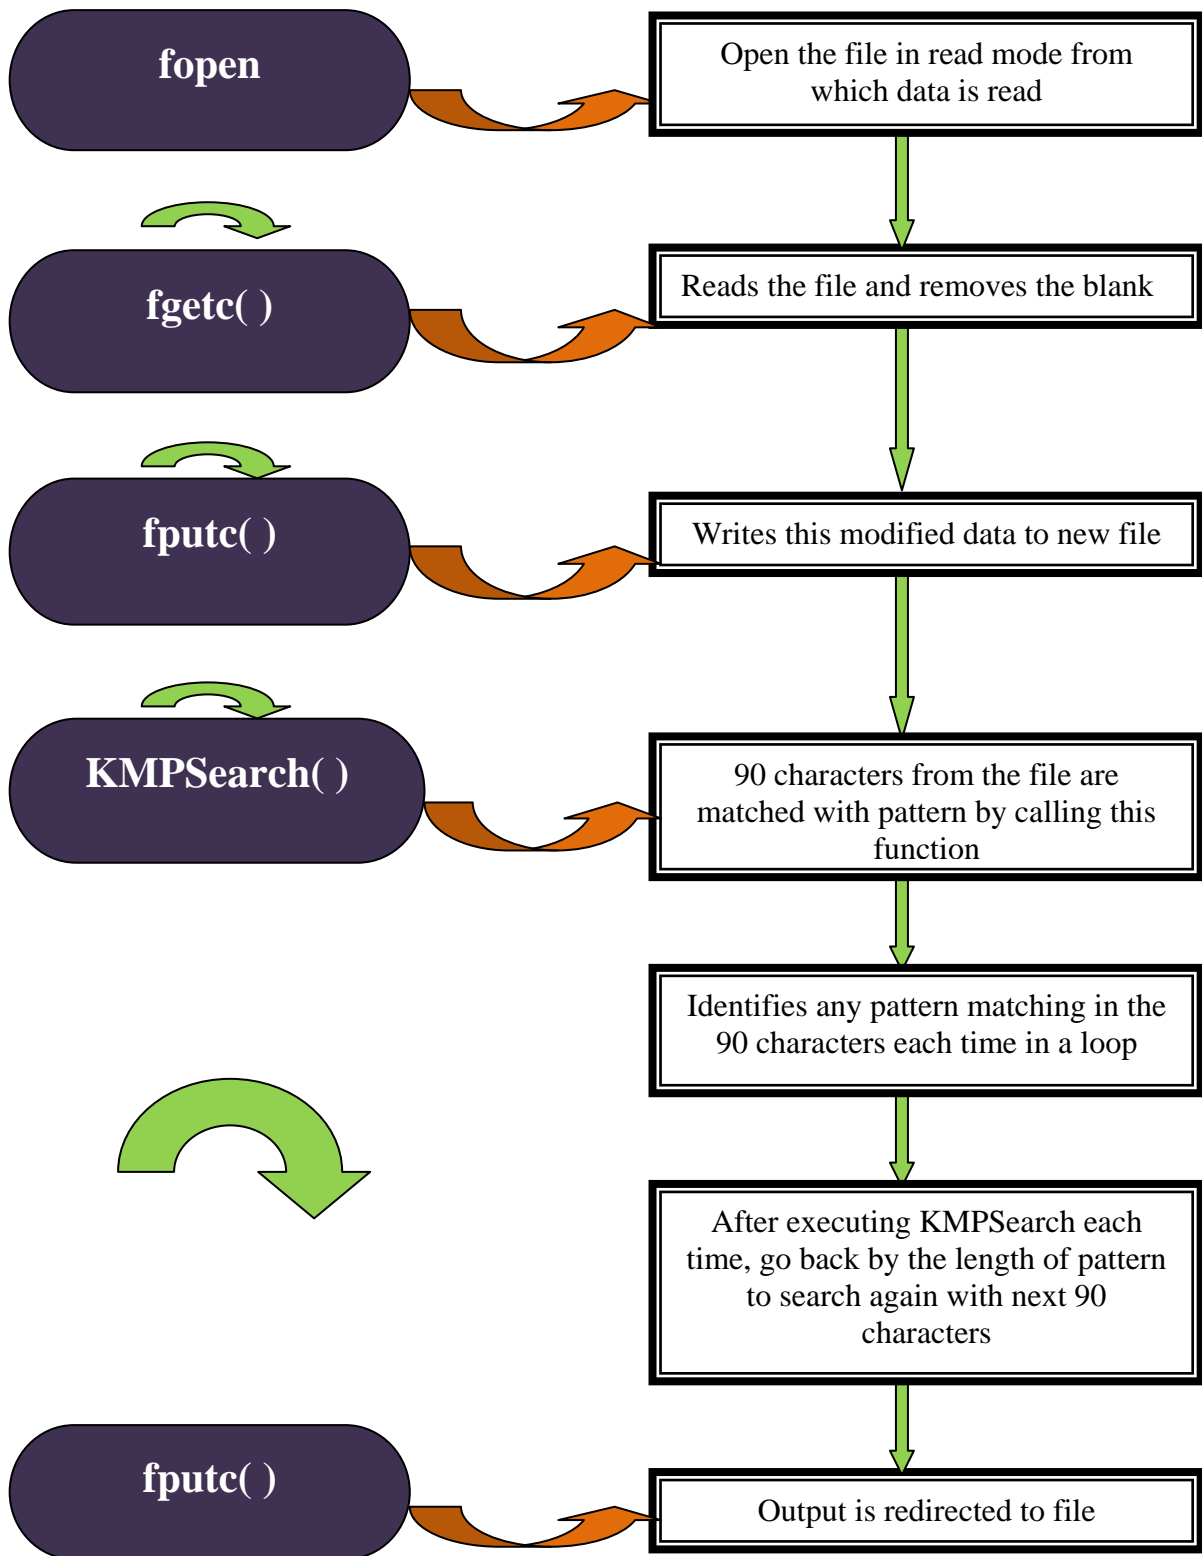 fopen
Open the file in read mode from
which data is read
fgetc( )
Reads the file and removes the blank
fputc( )
Writes this modified data to new file
KMPSearch( )
90 characters from the file are
matched with pattern by calling this
function
Identifies any pattern matching in the
90 characters each time in a loop
After executing KMPSearch each
time, go back by the length of pattern
to search again with next 90
characters
fputc( )
Output is redirected to file